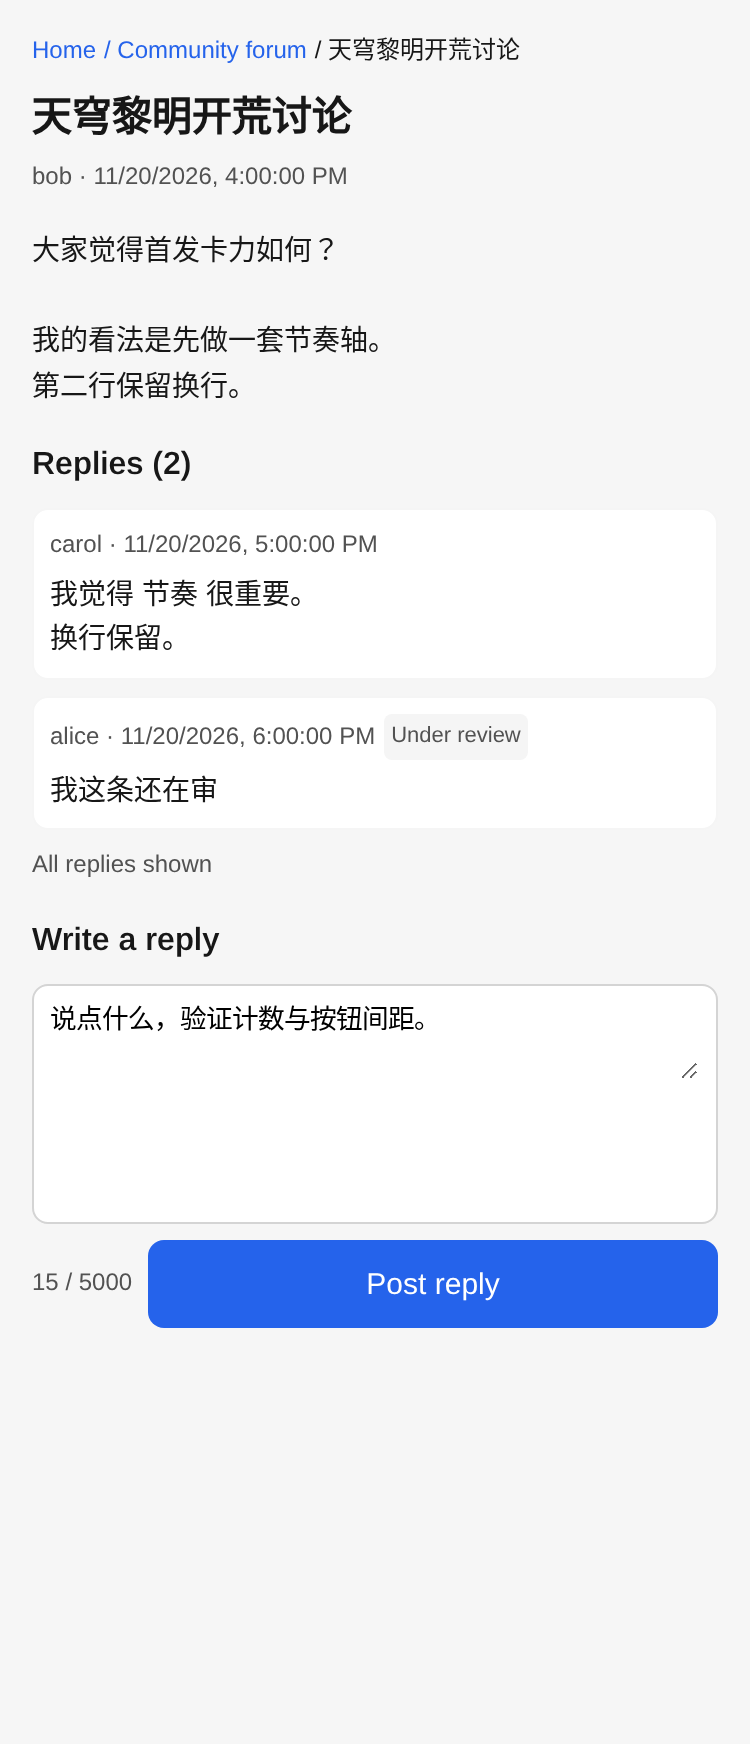 Home / Community forum / 天穹黎明开荒讨论
天穹黎明开荒讨论
bob · 11/20/2026, 4:00:00 PM
大家觉得首发卡力如何？
我的看法是先做一套节奏轴。
第二行保留换行。
Replies (2)
carol · 11/20/2026, 5:00:00 PM
我觉得 节奏 很重要。
换行保留。
alice · 11/20/2026, 6:00:00 PM Under review
我这条还在审
All replies shown
Write a reply
说点什么，验证计数与按钮间距。
15 / 5000 Post reply